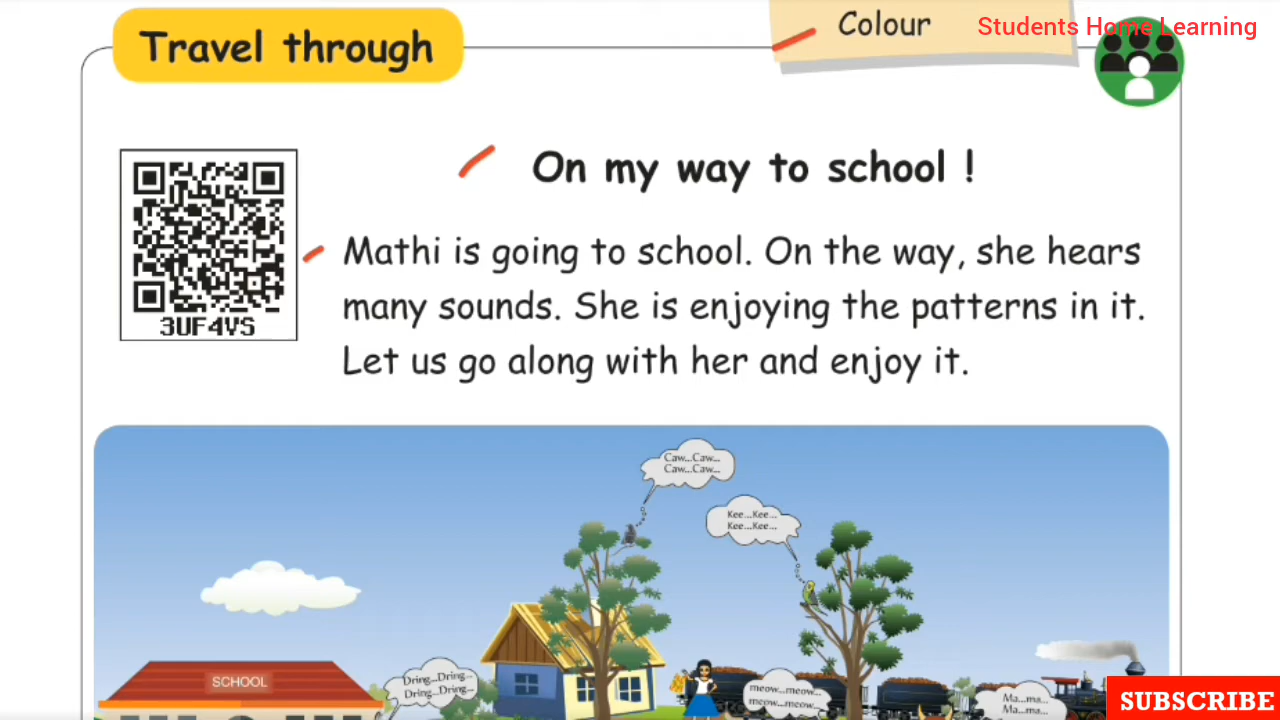 Colour
Students Home Learning
Travel through
On my way to school !
3UF4VS
Mathi is going to school. On the way, she hears
many sounds. She is enjoying the patterns in it.
Let us go along with her and enjoy it.
Caw...Caw...
Caw...Caw...
Kee...Kee...
Kee...Kee...
SCHOOL
Dring...Dring...
Dring...Dring...
meow...meow...
meow...meow...
Ma...ma...
Ma...ma...
SUBSCRIBE